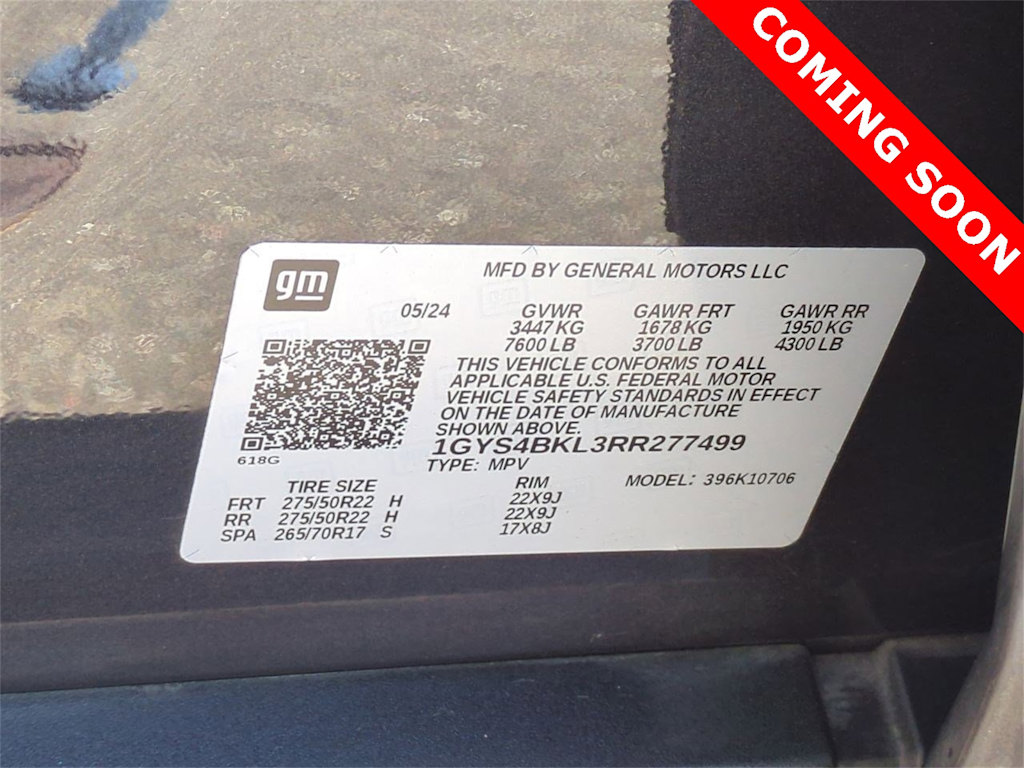 COMING SOON
gm
MFD BY GENERAL MOTORS LLC
05/24 GVWR GAWR FRT GAWR RR
3447 KG 1678 KG 1950 KG
7600 LB 3700 LB 4300 LB
THIS VEHICLE CONFORMS TO ALL
APPLICABLE U.S. FEDERAL MOTOR
VEHICLE SAFETY STANDARDS IN EFFECT
ON THE DATE OF MANUFACTURE
SHOWN ABOVE.
1GYS4BKL3RR277499
618G
TYPE: MPV MODEL: 396K10706
TIRE SIZE RIM
FRT 275/50R22 H 22X9J
RR 275/50R22 H 22X9J
SPA 265/70R17 S 17X8J